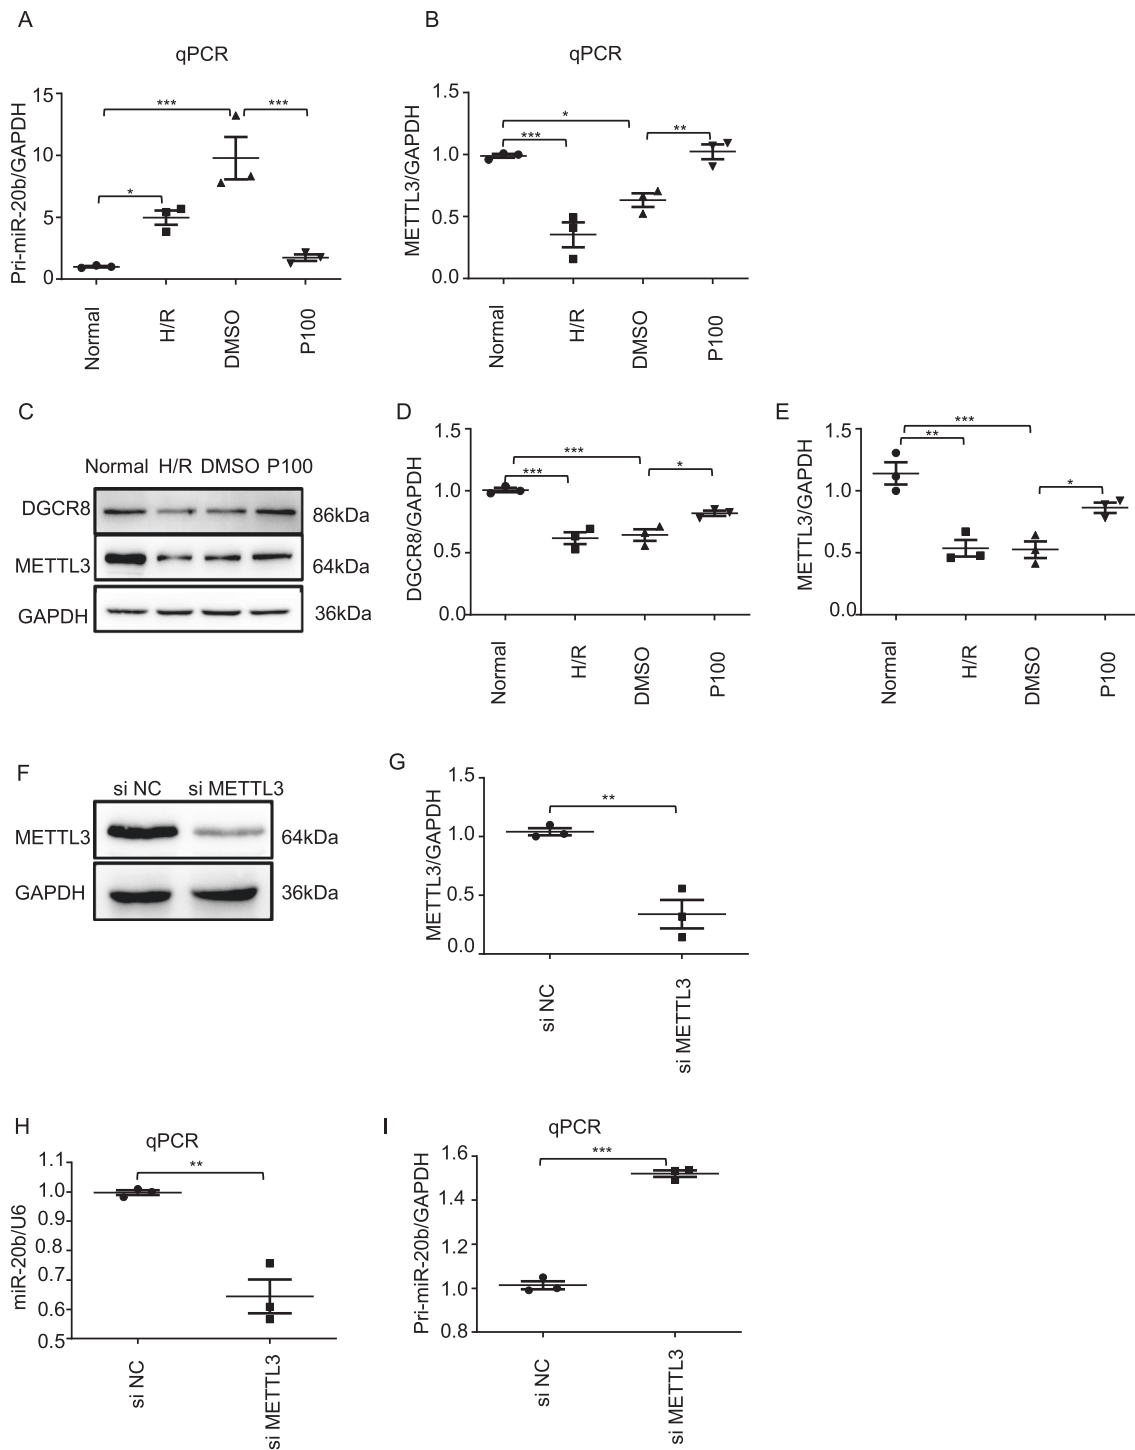 A
qPCR
Pri-miR-20b/GAPDH
15
10
5
0
***
***
*
Normal
H/R
DMSO
P100
B
qPCR
METTL3/GAPDH
1.5
1.0
0.5
0.0
*
***
**
Normal
H/R
DMSO
P100
C
Normal H/R DMSO P100
DGCR8 86kDa
METTL3 64kDa
GAPDH 36kDa
D
DGCR8/GAPDH
1.5
1.0
0.5
0.0
***
***
*
Normal
H/R
DMSO
P100
E
METTL3/GAPDH
1.5
1.0
0.5
0.0
***
**
*
Normal
H/R
DMSO
P100
F
si NC si METTL3
METTL3 64kDa
GAPDH 36kDa
G
METTL3/GAPDH
1.5
1.0
0.5
0.0
**
si NC
si METTL3
H
qPCR
miR-20b/U6
1.1
1.0
0.9
0.8
0.7
0.6
0.5
**
si NC
si METTL3
I
qPCR
Pri-miR-20b/GAPDH
1.6
1.4
1.2
1.0
0.8
***
si NC
si METTL3